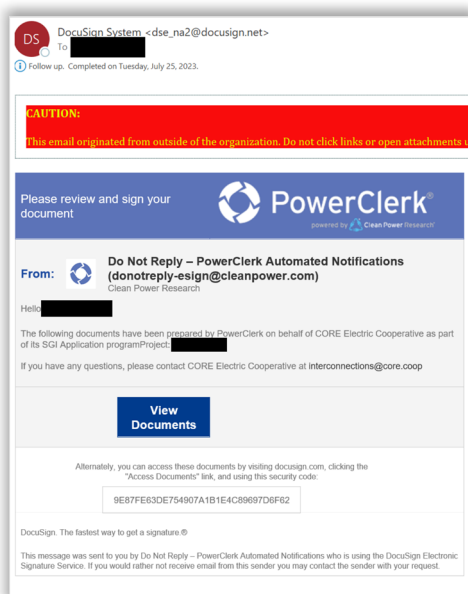 DS
DocuSign System <dse_na2@docusign.net>
To
Follow up. Completed on Tuesday, July 25, 2023.
CAUTION:
This email originated from outside of the organization. Do not click links or open attachments
Please review and sign your
document
PowerClerk®
powered by Clean Power Research®
From:
Do Not Reply – PowerClerk Automated Notifications
(donotreply-esign@cleanpower.com)
Clean Power Research
Hello
The following documents have been prepared by PowerClerk on behalf of CORE Electric Cooperative as part
of its SGI Application programProject:
If you have any questions, please contact CORE Electric Cooperative at interconnections@core.coop
View
Documents
Alternately, you can access these documents by visiting docusign.com, clicking the
"Access Documents" link, and using this security code:
9E87FE63DE754907A1B1E4C89697D6F62
DocuSign. The fastest way to get a signature.®
This message was sent to you by Do Not Reply – PowerClerk Automated Notifications who is using the DocuSign Electronic
Signature Service. If you would rather not receive email from this sender you may contact the sender with your request.